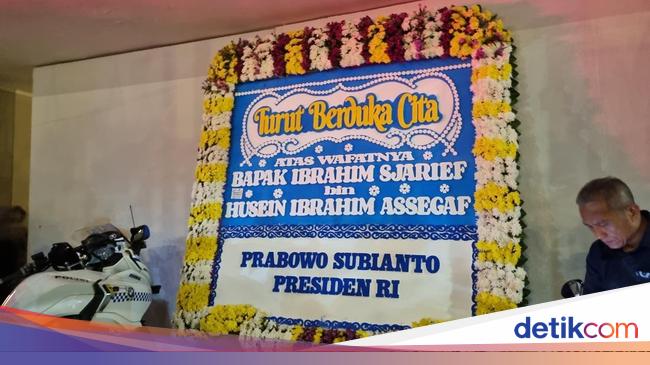 Turut Berduka Cita
ATAS WAFATNYA
BAPAK IBRAHIM SJARIEF
bin
HUSEIN IBRAHIM ASSEGAF
PRABOWO SUBIANTO
PRESIDEN RI
detikcom